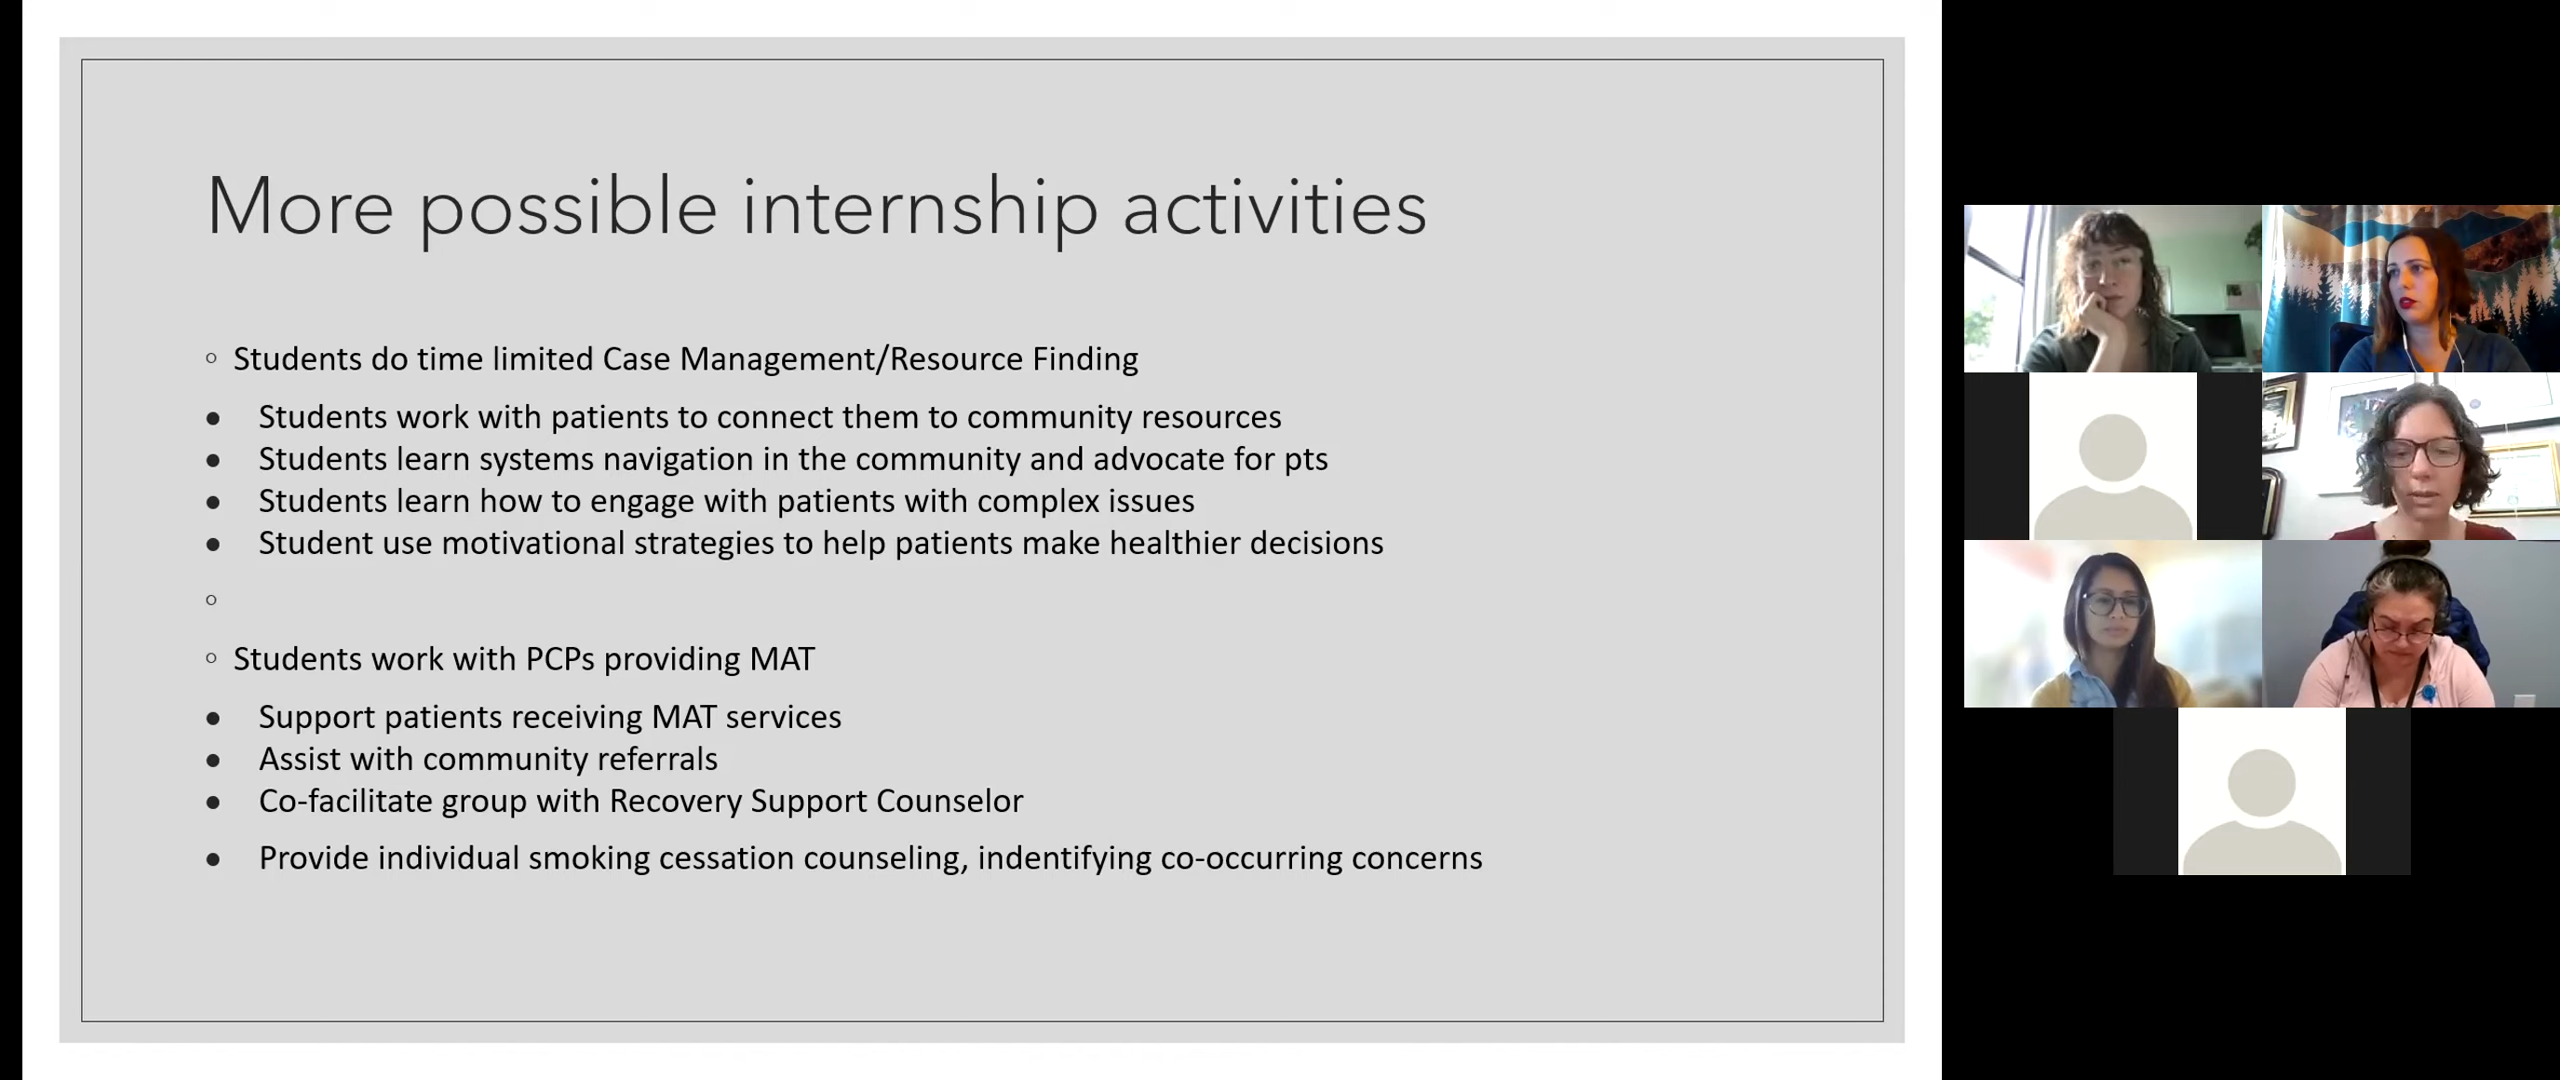 More possible internship activities
◦ Students do time limited Case Management/Resource Finding
• Students work with patients to connect them to community resources
• Students learn systems navigation in the community and advocate for pts
• Students learn how to engage with patients with complex issues
• Student use motivational strategies to help patients make healthier decisions
◦
◦ Students work with PCPs providing MAT
• Support patients receiving MAT services
• Assist with community referrals
• Co-facilitate group with Recovery Support Counselor
• Provide individual smoking cessation counseling, indentifying co-occurring concerns